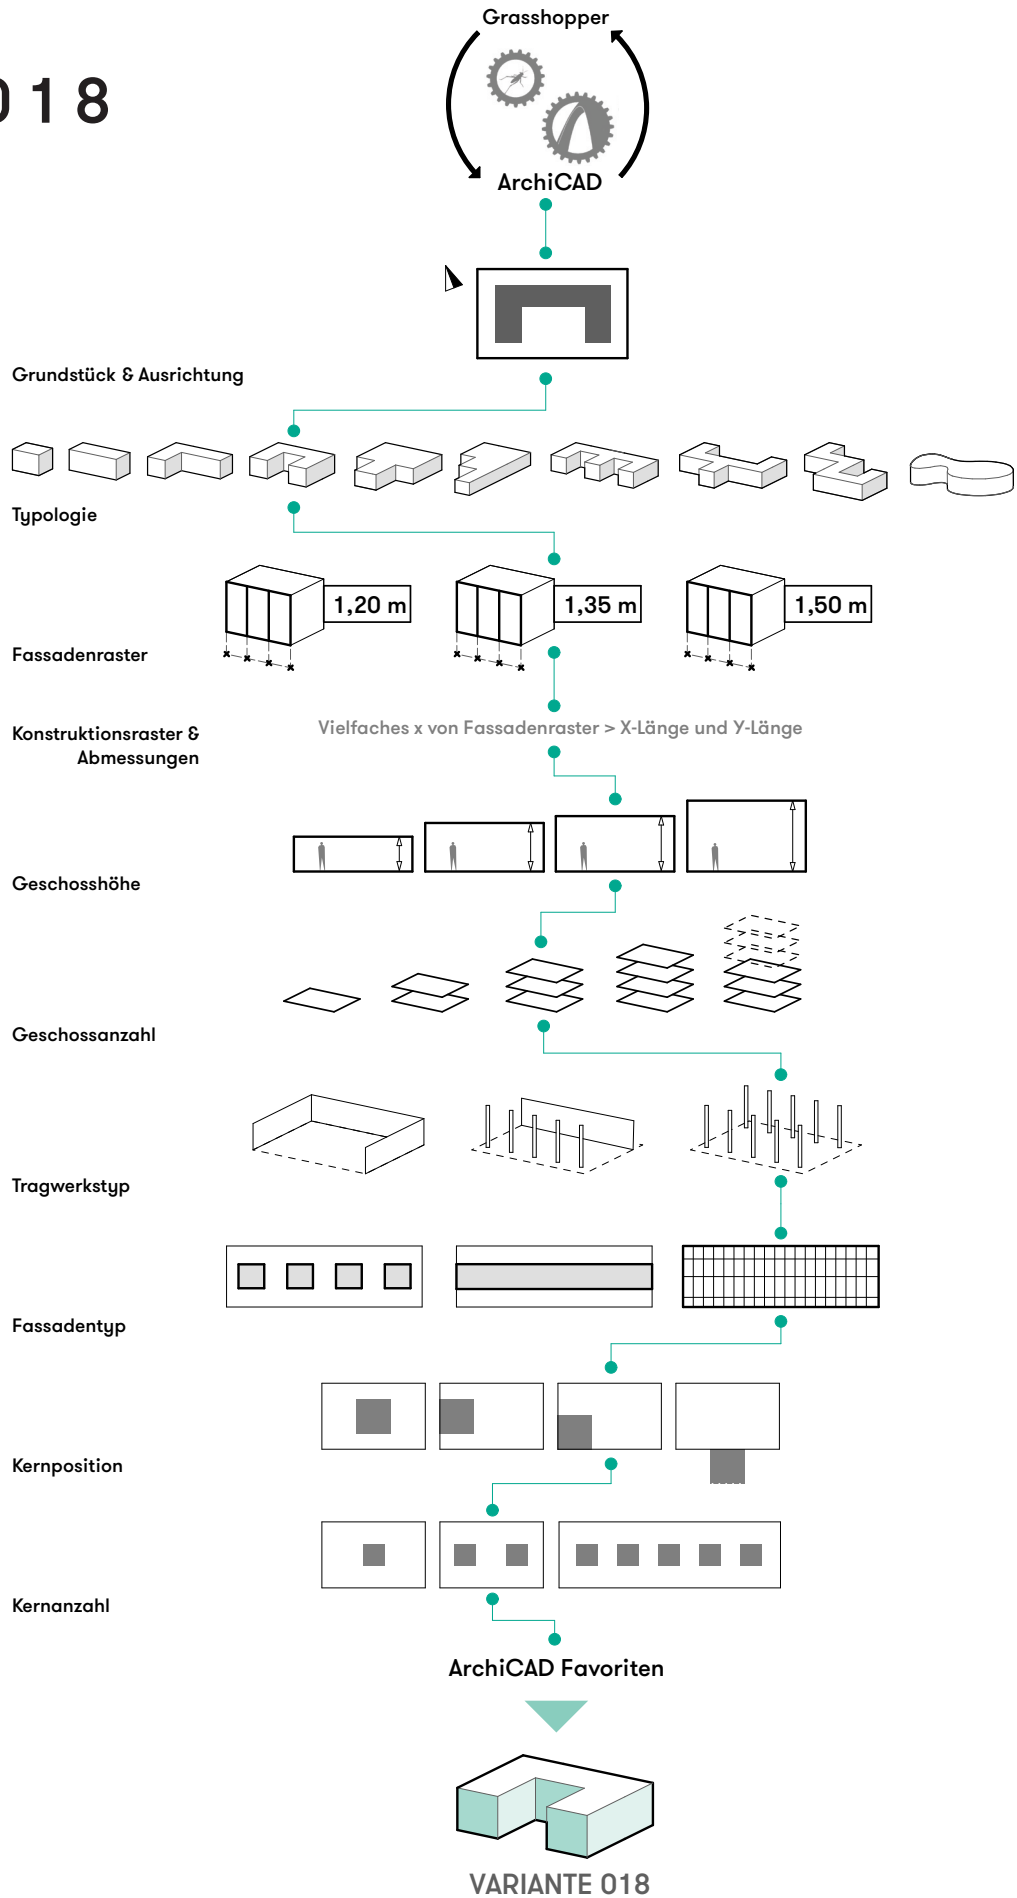 Grasshopper
018
ArchiCAD
Grundstück & Ausrichtung
Typologie
1,20 m
1,35 m
1,50 m
Fassadenraster
Konstruktionsraster &
Abmessungen
Vielfaches x von Fassadenraster > X-Länge und Y-Länge
Geschosshöhe
Geschossanzahl
Tragwerkstyp
Fassadentyp
Kernposition
Kernanzahl
ArchiCAD Favoriten
VARIANTE 018